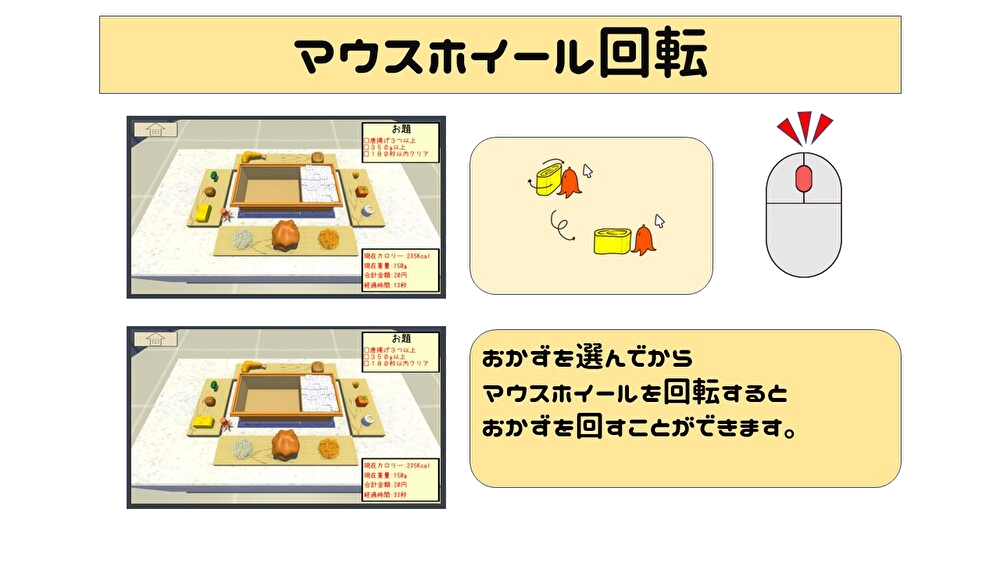 マウスホイール回転
お題
□唐揚げ3つ以上
□350g以上
□180秒以内クリア
現在カロリー:235Kcal
現在重量:150g
合計金額:20円
経過時間:13秒
お題
□唐揚げ3つ以上
□350g以上
□180秒以内クリア
現在カロリー:235Kcal
現在重量:150g
合計金額:20円
経過時間:33秒
おかずを選んでから
マウスホイールを回転すると
おかずを回すことができます。